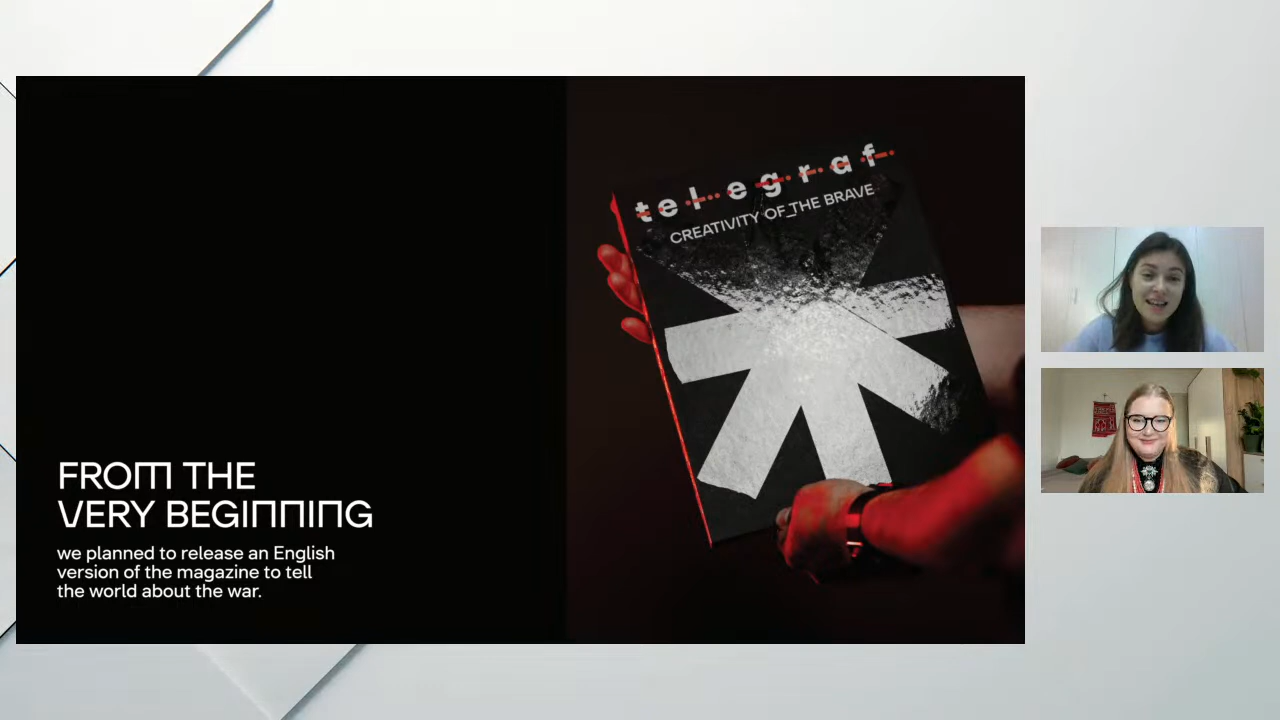 telegraf
CREATIVITY OF_THE BRAVE
FROM THE
VERY BEGINNING
we planned to release an English
version of the magazine to tell
the world about the war.